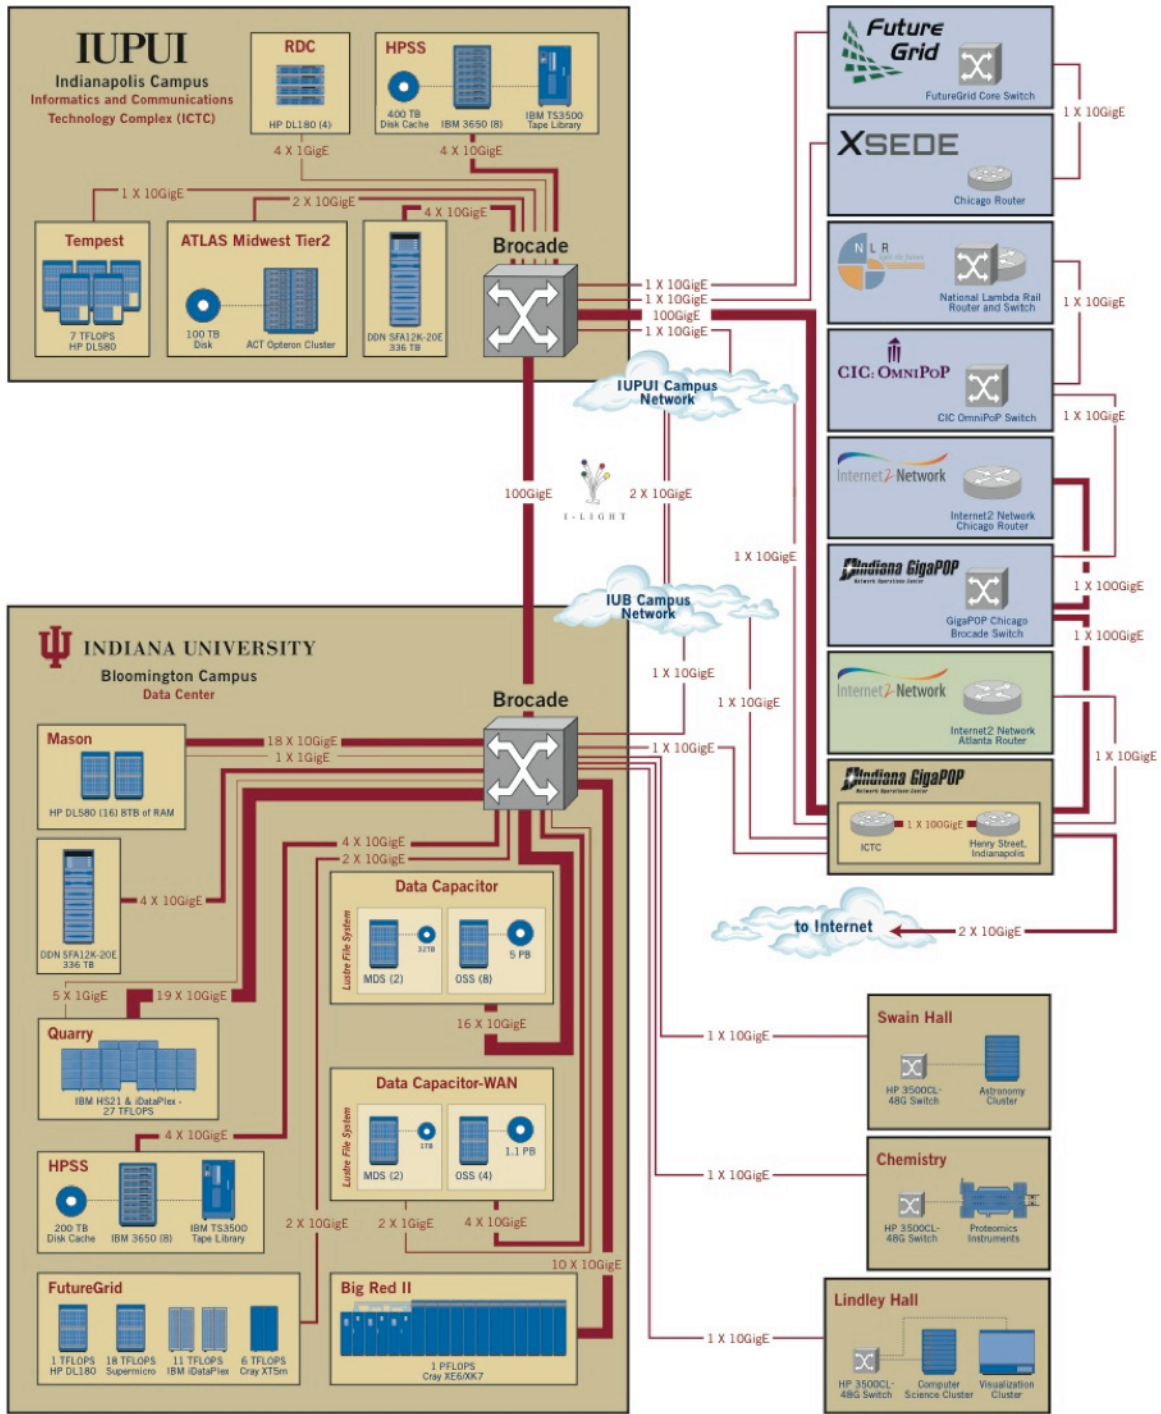 IUPUI
Indianapolis Campus
Informatics and Communications
Technology Complex (ICTC)
RDC
HP DL180 (4)
4 X 1GigE
HPSS
400 TB
Disk Cache
IBM 3650 (8)
IBM TS3500
Tape Library
4 X 10GigE
1 X 10GigE
2 X 10GigE
4 X 10GigE
Tempest
7 TFLOPS
HP DL580
ATLAS Midwest Tier2
100 TB
Disk
ACT Opteron Cluster
DDN SFA12K-20E
336 TB
Brocade
1 X 10GigE
1 X 10GigE
100GigE
1 X 10GigE
IUPUI Campus
Network
100GigE
I-LIGHT
2 X 10GigE
1 X 10GigE
IUB Campus
Network
1 X 10GigE
1 X 10GigE
1 X 10GigE
Future
Grid
FutureGrid Core Switch
1 X 10GigE
XSEDE
Chicago Router
NLR
National Lambda Rail
Router and Switch
1 X 10GigE
CIC: OMNIPOP
CIC OmniPoP Switch
1 X 10GigE
Internet2 Network
Internet2 Network
Chicago Router
1 X 100GigE
Indiana GigaPOP
Network Operations Center
GigaPOP Chicago
Brocade Switch
1 X 100GigE
Internet2 Network
Internet2 Network
Atlanta Router
1 X 10GigE
Indiana GigaPOP
Network Operations Center
ICTC
1 X 100GigE
Henry Street,
Indianapolis
to Internet
2 X 10GigE
INDIANA UNIVERSITY
Bloomington Campus
Data Center
Brocade
Mason
HP DL580 (16) 8TB of RAM
18 X 10GigE
1 X 1GigE
DDN SFA12K-20E
336 TB
4 X 10GigE
4 X 10GigE
2 X 10GigE
5 X 1GigE
19 X 10GigE
Quarry
IBM HS21 & iDataPlex -
27 TFLOPS
4 X 10GigE
HPSS
200 TB
Disk Cache
IBM 3650 (8)
IBM TS3500
Tape Library
Data Capacitor
Lustre File System
MDS (2)
32TB
OSS (8)
5 PB
16 X 10GigE
Data Capacitor-WAN
Lustre File System
MDS (2)
1TB
OSS (4)
1.1 PB
2 X 10GigE
2 X 1GigE
4 X 10GigE
10 X 10GigE
FutureGrid
1 TFLOPS
HP DL180
18 TFLOPS
Supermicro
11 TFLOPS
IBM iDataPlex
6 TFLOPS
Cray XT5m
Big Red II
1 PFLOPS
Cray XE6/XK7
1 X 10GigE
Swain Hall
HP 3500CL-
48G Switch
Astronomy
Cluster
1 X 10GigE
Chemistry
HP 3500CL-
48G Switch
Proteomics
Instruments
1 X 10GigE
Lindley Hall
HP 3500CL-
48G Switch
Computer
Science Cluster
Visualization
Cluster